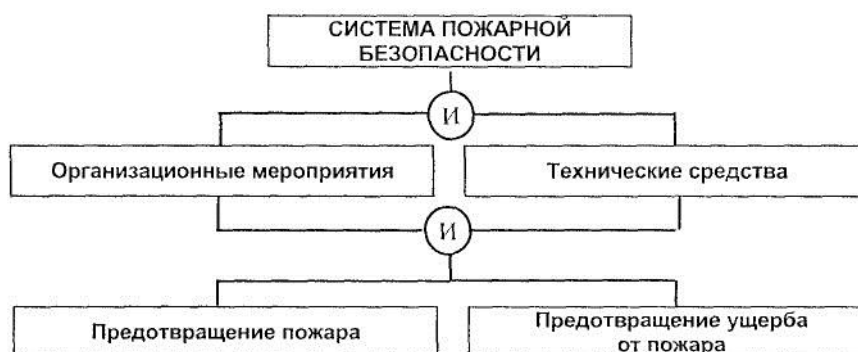 СИСТЕМА ПОЖАРНОЙ
БЕЗОПАСНОСТИ
И
Организационные мероприятия
Технические средства
И
Предотвращение пожара
Предотвращение ущерба
от пожара